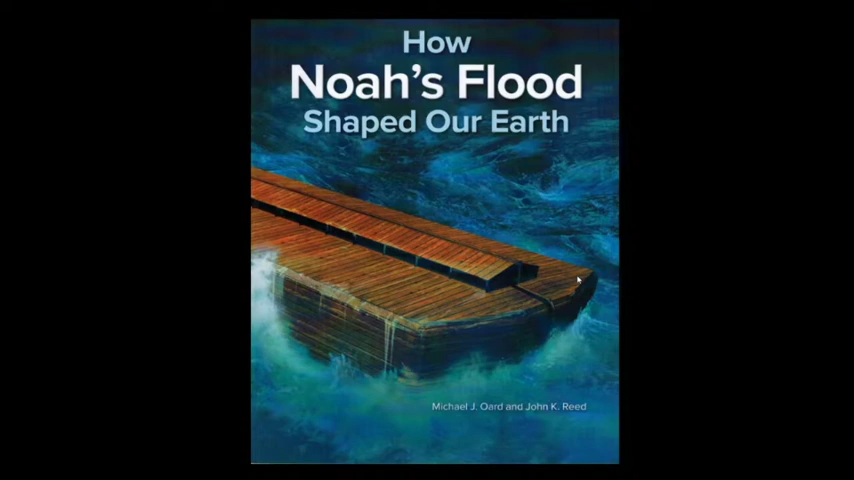 How
Noah's Flood
Shaped Our Earth
Michael J. Oard and John K. Reed